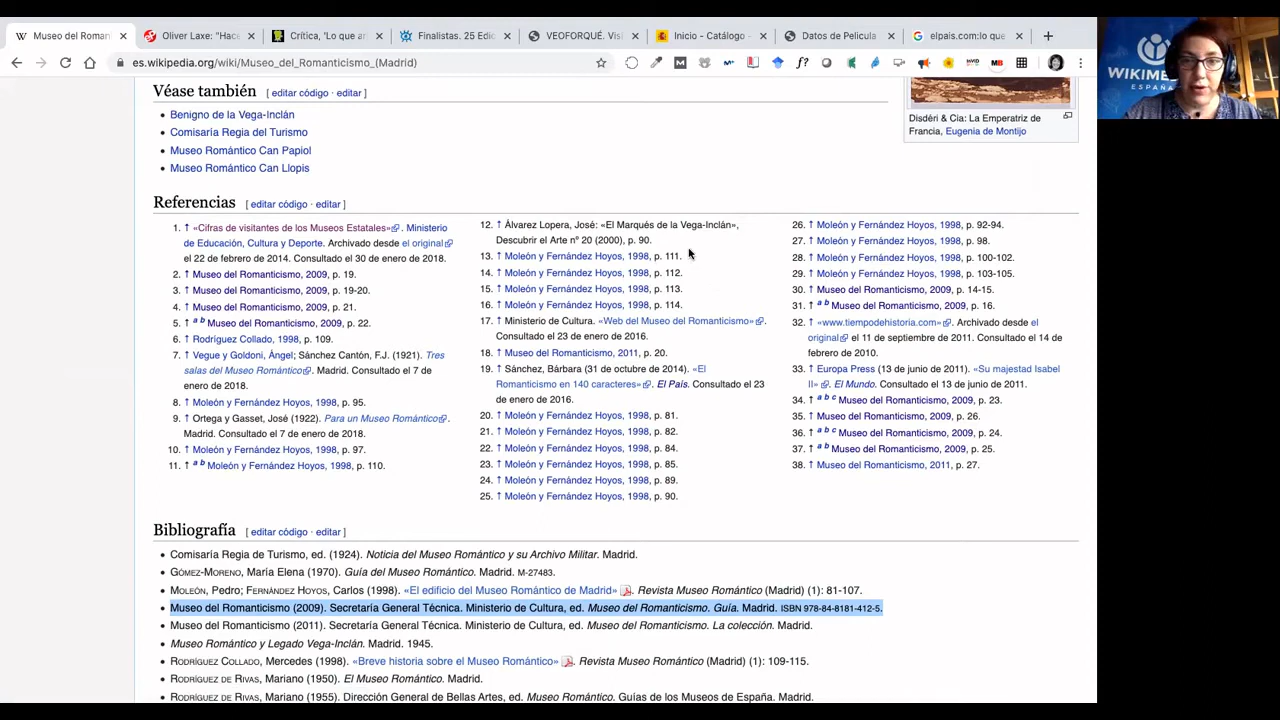 Museo del Roman
Oliver Laxe: "Hace
Crítica, 'Lo que ar
Finalistas. 25 Edic
VEOFORQUÉ. Visi
Inicio - Catálogo -
Datos de Pelicula
elpais.com:lo que
es.wikipedia.org/wiki/Museo_del_Romanticismo_(Madrid)
WIKIME
ESPAÑA
Véase también [ editar código · editar ]
Benigno de la Vega-Inclán
Comisaría Regia del Turismo
Museo Romántico Can Papiol
Museo Romántico Can Llopis
Disdéri & Cía: La Emperatriz de
Francia, Eugenia de Montijo
Referencias [ editar código · editar ]
1. ↑ «Cifras de visitantes de los Museos Estatales». Ministerio
de Educación, Cultura y Deporte. Archivado desde el original
el 22 de febrero de 2014. Consultado el 30 de enero de 2018.
2. ↑ Museo del Romanticismo, 2009, p. 19.
3. ↑ Museo del Romanticismo, 2009, p. 19-20.
4. ↑ Museo del Romanticismo, 2009, p. 21.
5. ↑ a b Museo del Romanticismo, 2009, p. 22.
6. ↑ Rodríguez Collado, 1998, p. 109.
7. ↑ Vegue y Goldoni, Ángel; Sánchez Cantón, F.J. (1921). Tres
salas del Museo Romántico. Madrid. Consultado el 7 de
enero de 2018.
8. ↑ Moleón y Fernández Hoyos, 1998, p. 95.
9. ↑ Ortega y Gasset, José (1922). Para un Museo Romántico.
Madrid. Consultado el 7 de enero de 2018.
10. ↑ Moleón y Fernández Hoyos, 1998, p. 97.
11. ↑ a b Moleón y Fernández Hoyos, 1998, p. 110.
12. ↑ Álvarez Lopera, José: «El Marqués de la Vega-Inclán»,
Descubrir el Arte nº 20 (2000), p. 90.
13. ↑ Moleón y Fernández Hoyos, 1998, p. 111.
14. ↑ Moleón y Fernández Hoyos, 1998, p. 112.
15. ↑ Moleón y Fernández Hoyos, 1998, p. 113.
16. ↑ Moleón y Fernández Hoyos, 1998, p. 114.
17. ↑ Ministerio de Cultura. «Web del Museo del Romanticismo».
Consultado el 23 de enero de 2016.
18. ↑ Museo del Romanticismo, 2011, p. 20.
19. ↑ Sánchez, Bárbara (31 de octubre de 2014). «El
Romanticismo en 140 caracteres». El País. Consultado el 23
de enero de 2016.
20. ↑ Moleón y Fernández Hoyos, 1998, p. 81.
21. ↑ Moleón y Fernández Hoyos, 1998, p. 82.
22. ↑ Moleón y Fernández Hoyos, 1998, p. 84.
23. ↑ Moleón y Fernández Hoyos, 1998, p. 85.
24. ↑ Moleón y Fernández Hoyos, 1998, p. 89.
25. ↑ Moleón y Fernández Hoyos, 1998, p. 90.
26. ↑ Moleón y Fernández Hoyos, 1998, p. 92-94.
27. ↑ Moleón y Fernández Hoyos, 1998, p. 98.
28. ↑ Moleón y Fernández Hoyos, 1998, p. 100-102.
29. ↑ Moleón y Fernández Hoyos, 1998, p. 103-105.
30. ↑ Museo del Romanticismo, 2009, p. 14-15.
31. ↑ a b Museo del Romanticismo, 2009, p. 16.
32. ↑ «www.tiempodehistoria.com». Archivado desde el
original el 11 de septiembre de 2011. Consultado el 14 de
febrero de 2010.
33. ↑ Europa Press (13 de junio de 2011). «Su majestad Isabel
II». El Mundo. Consultado el 13 de junio de 2011.
34. ↑ a b c Museo del Romanticismo, 2009, p. 23.
35. ↑ Museo del Romanticismo, 2009, p. 26.
36. ↑ a b c Museo del Romanticismo, 2009, p. 24.
37. ↑ a b Museo del Romanticismo, 2009, p. 25.
38. ↑ Museo del Romanticismo, 2011, p. 27.
Bibliografía [ editar código · editar ]
Comisaría Regia de Turismo, ed. (1924). Noticia del Museo Romántico y su Archivo Militar. Madrid.
GÓMEZ-MORENO, María Elena (1970). Guía del Museo Romántico. Madrid. M-27483.
MOLEÓN, Pedro; FERNÁNDEZ HOYOS, Carlos (1998). «El edificio del Museo Romántico de Madrid». Revista Museo Romántico (Madrid) (1): 81-107.
Museo del Romanticismo (2009). Secretaría General Técnica. Ministerio de Cultura, ed. Museo del Romanticismo. Guía. Madrid. ISBN 978-84-8181-412-5.
Museo del Romanticismo (2011). Secretaría General Técnica. Ministerio de Cultura, ed. Museo del Romanticismo. La colección. Madrid.
Museo Romántico y Legado Vega-Inclán. Madrid. 1945.
RODRÍGUEZ COLLADO, Mercedes (1998). «Breve historia sobre el Museo Romántico». Revista Museo Romántico (Madrid) (1): 109-115.
RODRÍGUEZ DE RIVAS, Mariano (1950). El Museo Romántico. Madrid.
RODRÍGUEZ DE RIVAS, Mariano (1955). Dirección General de Bellas Artes, ed. Museo Romántico. Guías de los Museos de España. Madrid.